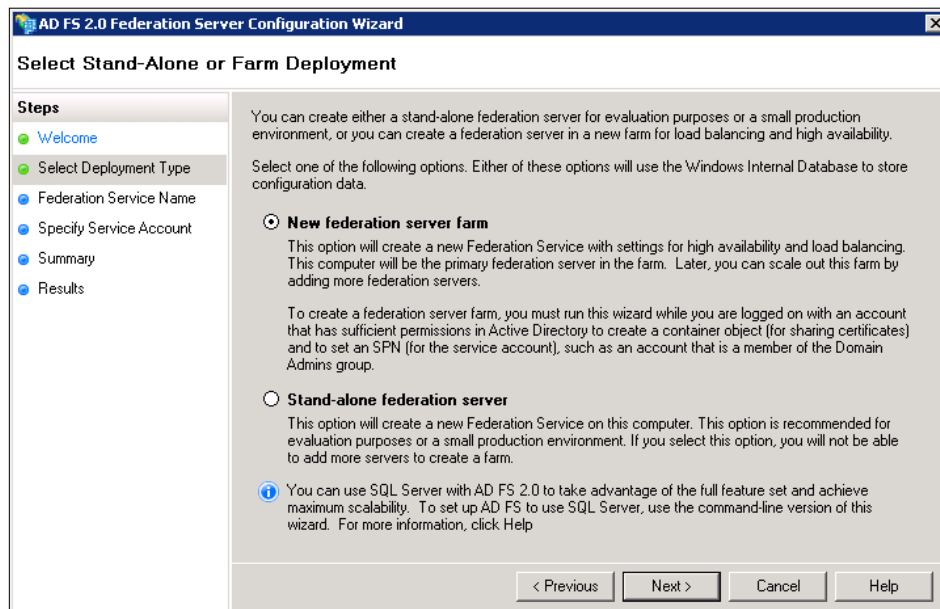 AD FS 2.0 Federation Server Configuration Wizard
Select Stand-Alone or Farm Deployment
Steps
Welcome
Select Deployment Type
Federation Service Name
Specify Service Account
Summary
Results
You can create either a stand-alone federation server for evaluation purposes or a small production
environment, or you can create a federation server in a new farm for load balancing and high availability.
Select one of the following options. Either of these options will use the Windows Internal Database to store
configuration data.
New federation server farm
This option will create a new Federation Service with settings for high availability and load balancing.
This computer will be the primary federation server in the farm. Later, you can scale out this farm by
adding more federation servers.
To create a federation server farm, you must run this wizard while you are logged on with an account
that has sufficient permissions in Active Directory to create a container object (for sharing certificates)
and to set an SPN (for the service account), such as an account that is a member of the Domain
Admins group.
Stand-alone federation server
This option will create a new Federation Service on this computer. This option is recommended for
evaluation purposes or a small production environment. If you select this option, you will not be able
to add more servers to create a farm.
You can use SQL Server with AD FS 2.0 to take advantage of the full feature set and achieve
maximum scalability. To set up AD FS to use SQL Server, use the command-line version of this
wizard. For more information, click Help
< Previous
Next >
Cancel
Help